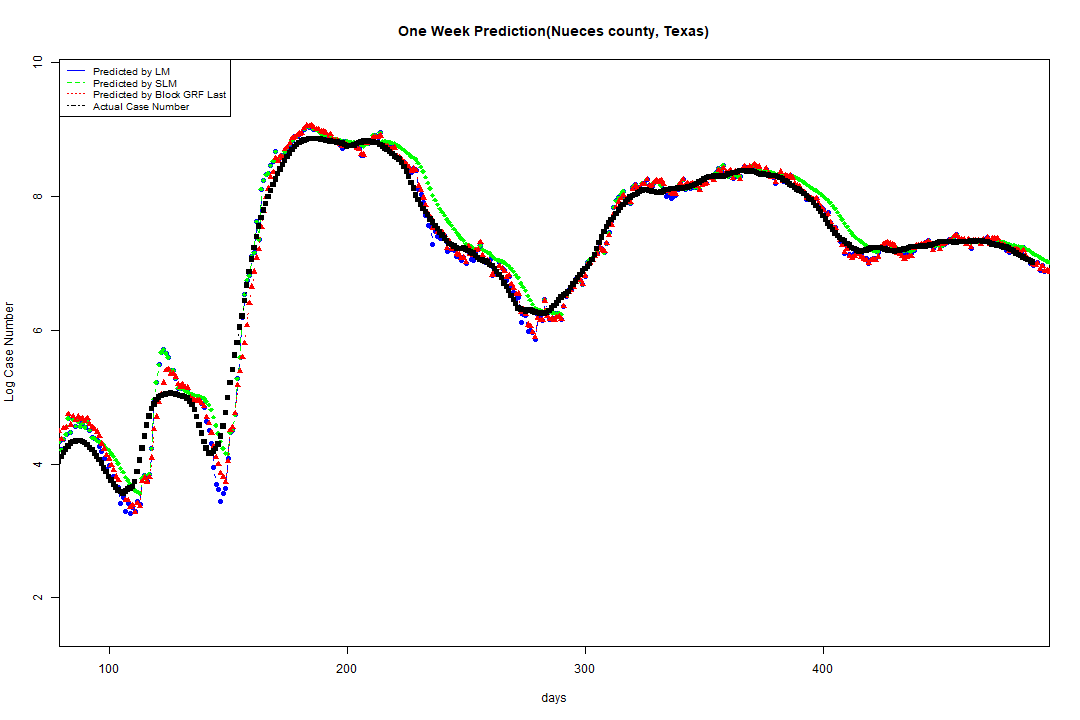 One Week Prediction(Nueces county, Texas)
Predicted by LM
Predicted by SLM
Predicted by Block GRF Last
Actual Case Number
10
8
6
4
2
Log Case Number
100 200 300 400
days